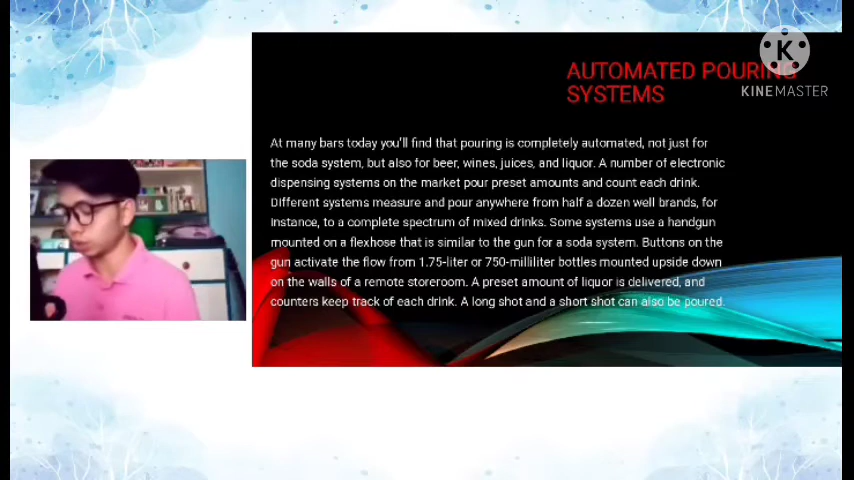 AUTOMATED POURING
SYSTEMS
K
KINEMASTER
At many bars today you'll find that pouring is completely automated, not just for
the soda system, but also for beer, wines, juices, and liquor. A number of electronic
dispensing systems on the market pour preset amounts and count each drink.
Different systems measure and pour anywhere from half a dozen well brands, for
Instance, to a complete spectrum of mixed drinks. Some systems use a handgun
mounted on a flexhose that is similar to the gun for a soda system. Buttons on the
gun activate the flow from 1.75-liter or 750-milliliter bottles mounted upside down
on the walls of a remote storeroom. A preset amount of liquor is delivered, and
counters keep track of each drink. A long shot and a short shot can also be poured.